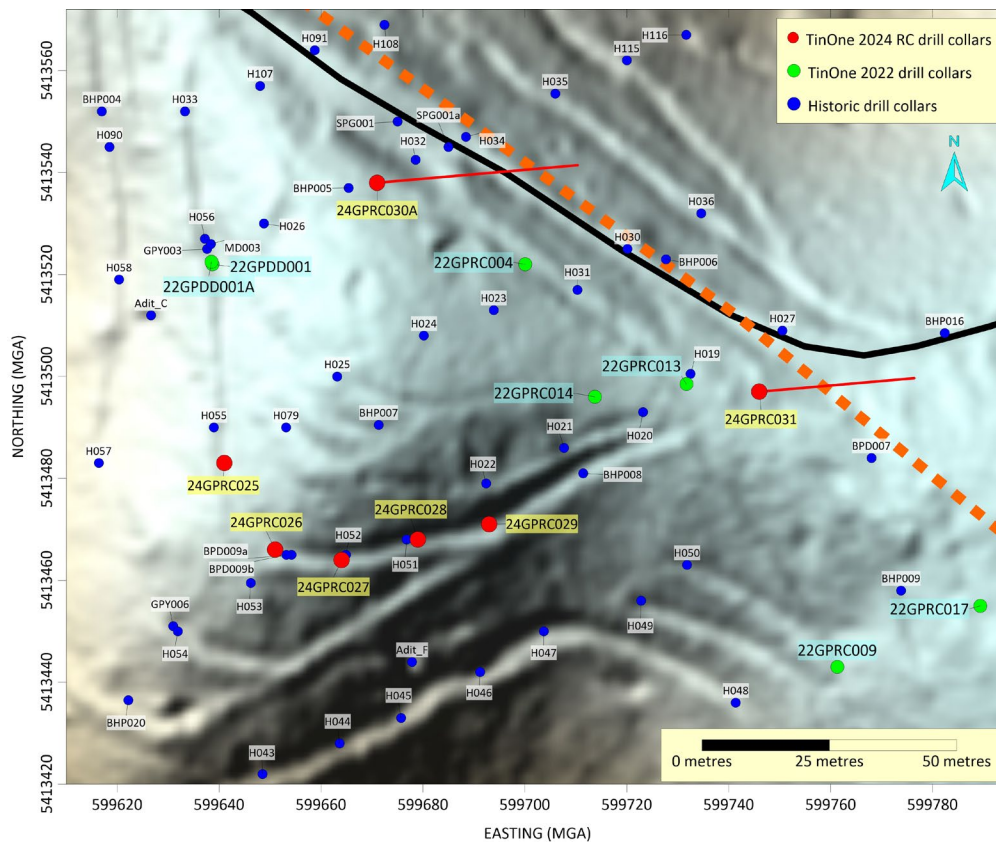 TinOne 2024 RC drill collars
TinOne 2022 drill collars
Historic drill collars
N
H108
H091
H116
H115
H107
H035
BHP004
H033
SPG001
SPG001a
H090
H032
H034
BHP005
24GPRC030A
H036
H056
H026
H030
GPY003
MD003
BHP006
22GPRC004
22GPDD001
H058
22GPDD001A
H031
Adit_C
H023
H024
H027
BHP016
22GPRC013
H019
H025
22GPRC014
24GPRC031
H055
H079
BHP007
H021
H020
BPD007
H057
24GPRC025
H022
BHP008
24GPRC028
24GPRC026
24GPRC029
H052
BPD009a
H051
H050
BPD009b
24GPRC027
H053
BHP009
GPY006
22GPRC017
H049
H054
Adit_F
H047
22GPRC009
H045
H046
H048
BHP020
H044
H043
0 metres
25 metres
50 metres
5413560
5413540
5413520
5413500
5413480
5413460
5413440
5413420
NORTHING (MGA)
599620
599640
599660
599680
599700
599720
599740
599760
599780
EASTING (MGA)